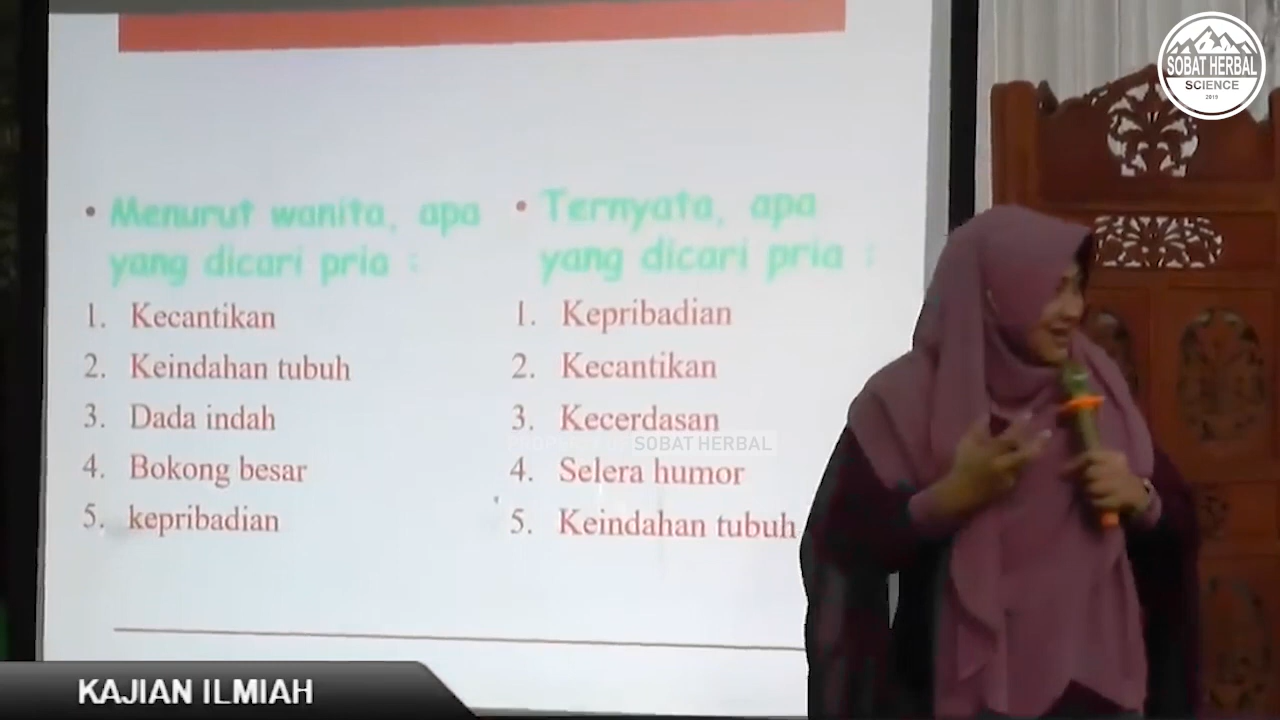 SOBAT HERBAL
SCIENCE
2019
• Menurut wanita, apa
yang dicari pria :
1. Kecantikan
2. Keindahan tubuh
3. Dada indah
4. Bokong besar
5. kepribadian
• Ternyata, apa
yang dicari pria :
1. Kepribadian
2. Kecantikan
3. Kecerdasan
4. Selera humor
5. Keindahan tubuh
SOBAT HERBAL
KAJIAN ILMIAH